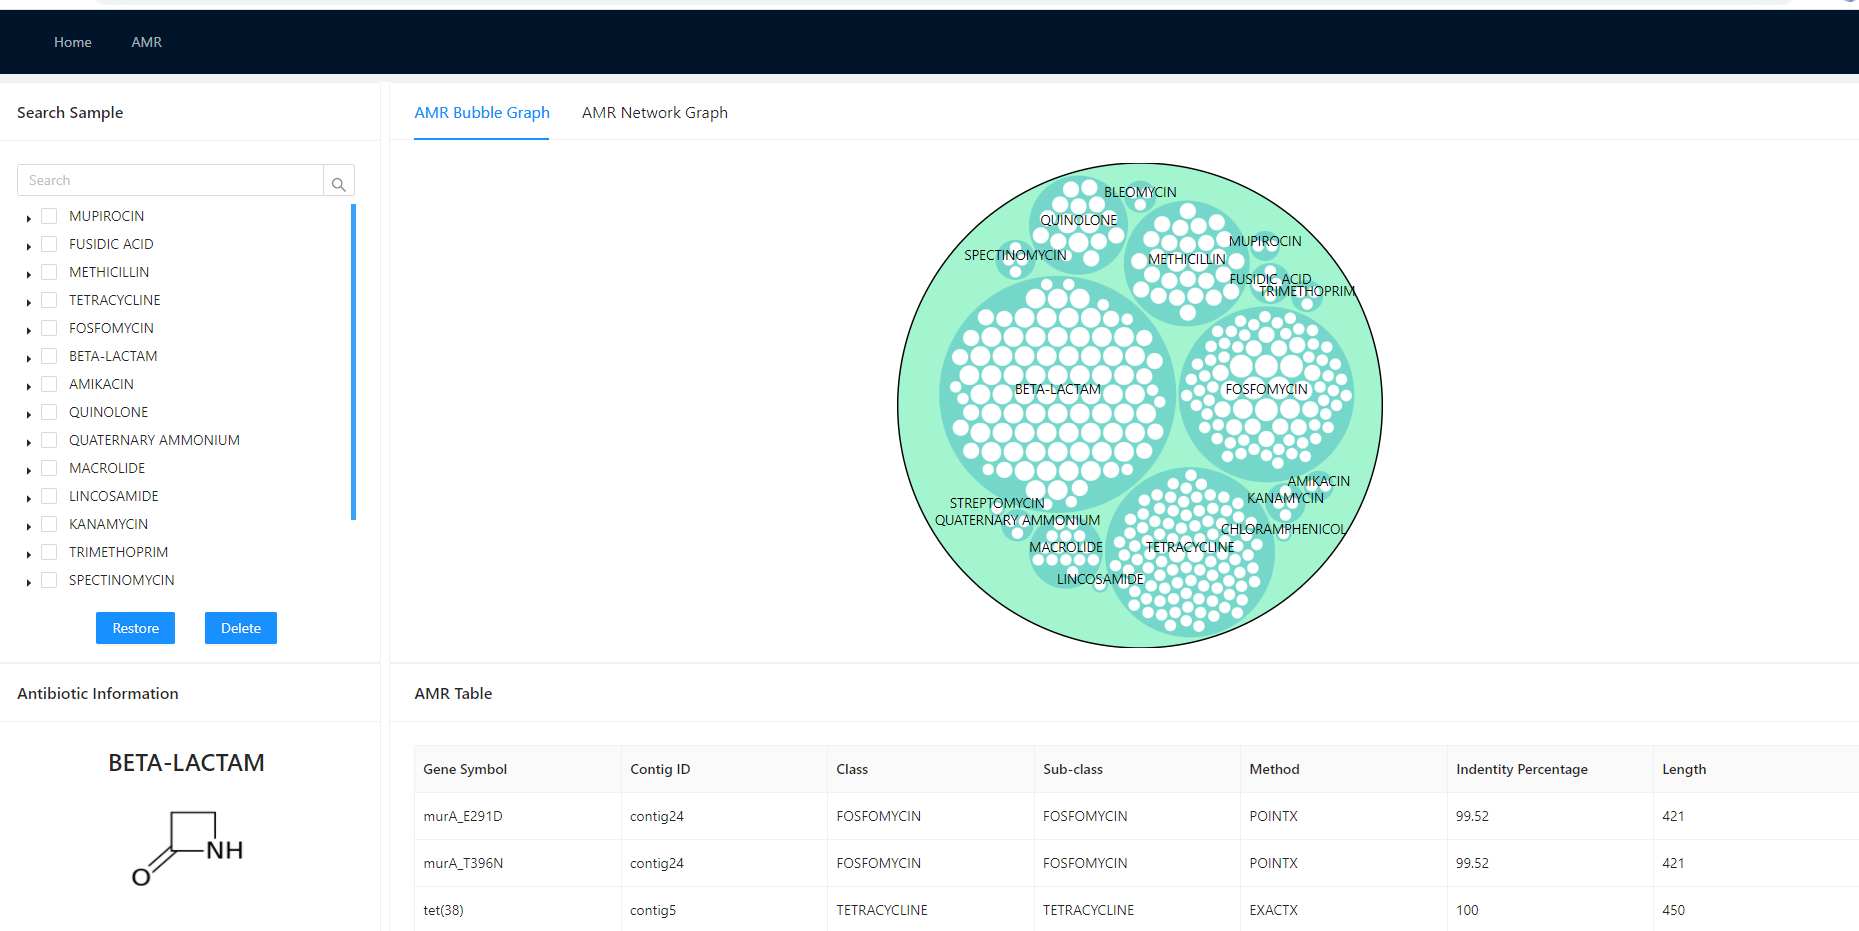 Home AMR
Search Sample
Search
MUPIROCIN
FUSIDIC ACID
METHICILLIN
TETRACYCLINE
FOSFOMYCIN
BETA-LACTAM
AMIKACIN
QUINOLONE
QUATERNARY AMMONIUM
MACROLIDE
LINCOSAMIDE
KANAMYCIN
TRIMETHOPRIM
SPECTINOMYCIN
Restore Delete
AMR Bubble Graph AMR Network Graph
BLEOMYCIN
QUINOLONE
MUPIROCIN
SPECTINOMYCIN
METHICILLIN
FUSIDIC ACID
TRIMETHOPRIM
BETA-LACTAM
FOSFOMYCIN
AMIKACIN
KANAMYCIN
STREPTOMYCIN
QUATERNARY AMMONIUM
CHLORAMPHENICOL
MACROLIDE
TETRACYCLINE
LINCOSAMIDE
Antibiotic Information
BETA-LACTAM
NH
O
AMR Table
Gene Symbol Contig ID Class Sub-class Method Indentity Percentage Length
murA_E291D contig24 FOSFOMYCIN FOSFOMYCIN POINTX 99.52 421
murA_T396N contig24 FOSFOMYCIN FOSFOMYCIN POINTX 99.52 421
tet(38) contig5 TETRACYCLINE TETRACYCLINE EXACTX 100 450